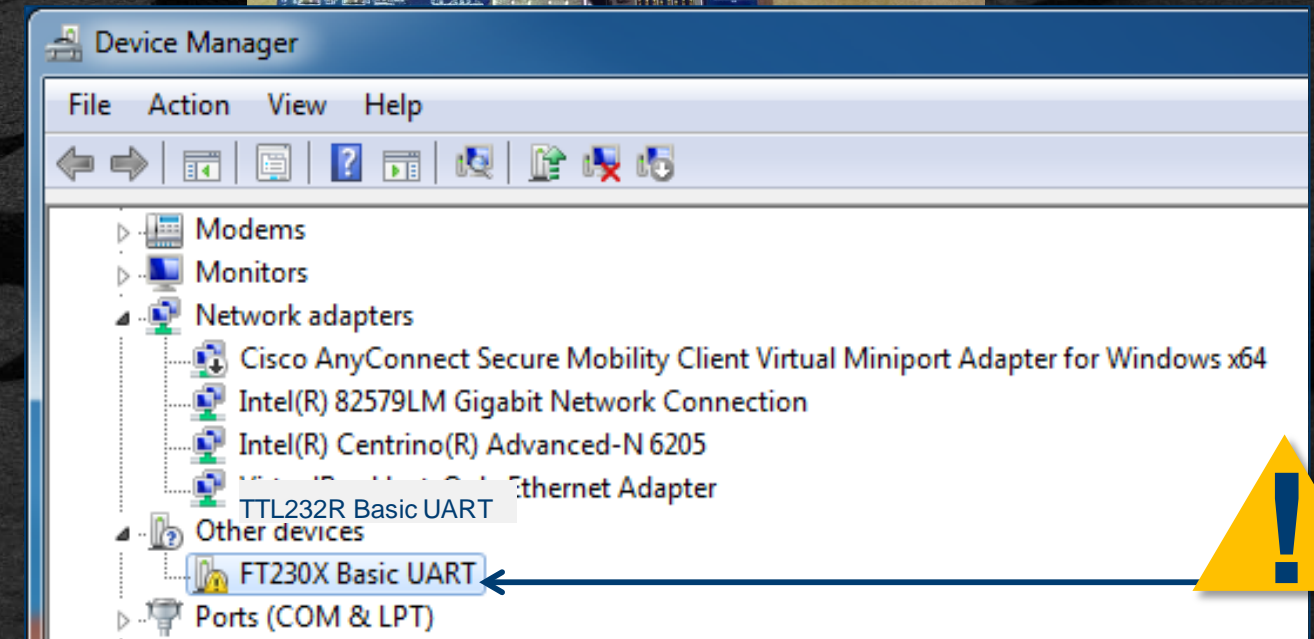 Device Manager
File Action View Help
Modems
Monitors
Network adapters
Cisco AnyConnect Secure Mobility Client Virtual Miniport Adapter for Windows x64
Intel(R) 82579LM Gigabit Network Connection
Intel(R) Centrino(R) Advanced-N 6205
Ethernet Adapter
TTL232R Basic UART
Other devices
FT230X Basic UART
Ports (COM & LPT)
!